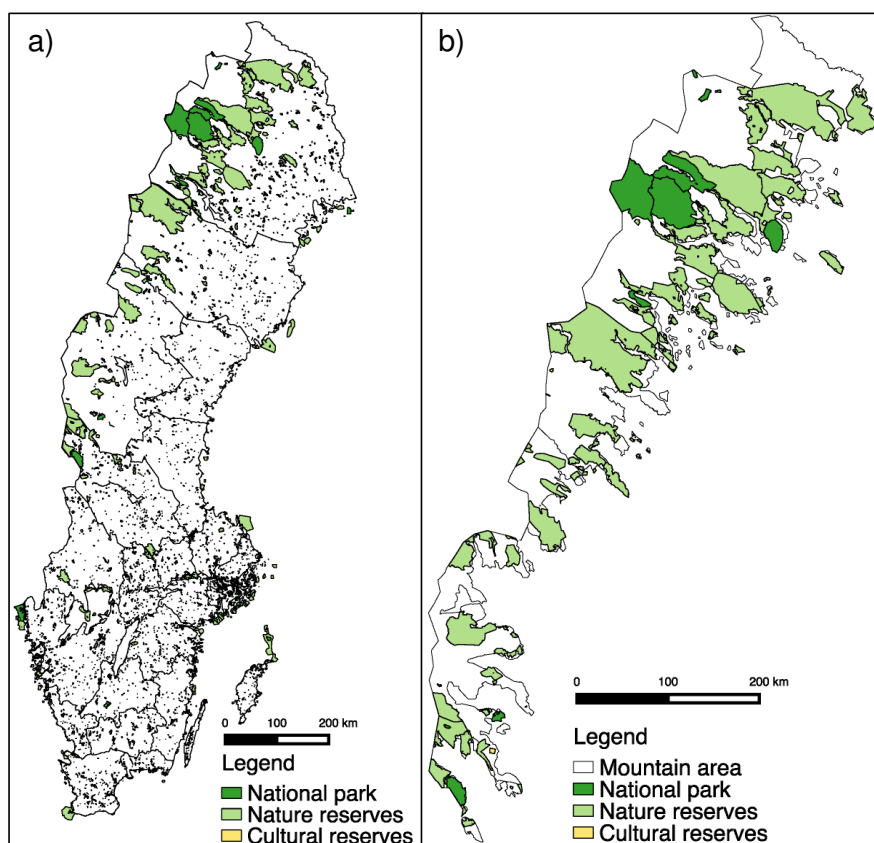 a)
0 100 200 km
Legend
National park
Nature reserves
Cultural reserves
b)
0 100 200 km
Legend
Mountain area
National park
Nature reserves
Cultural reserves